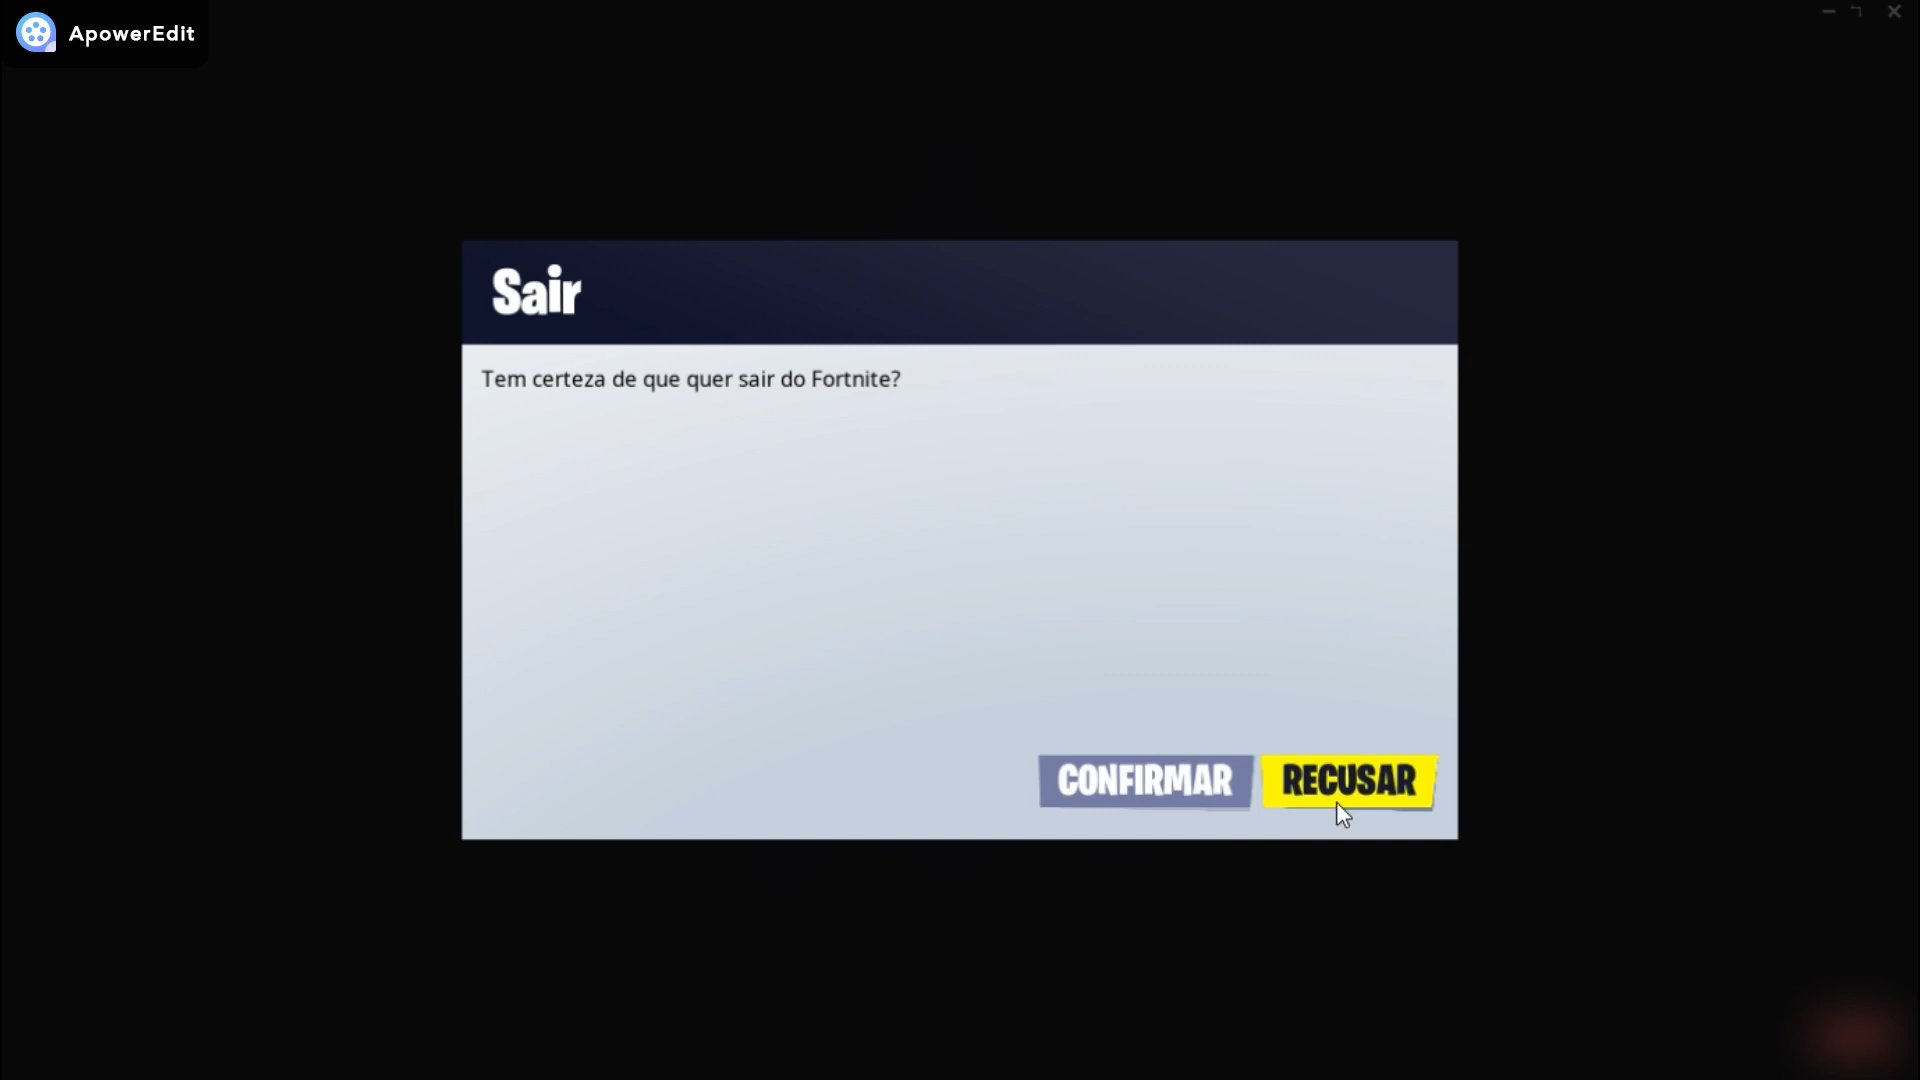 ApowerEdit
Sair
Tem certeza de que quer sair do Fortnite?
CONFIRMAR RECUSAR